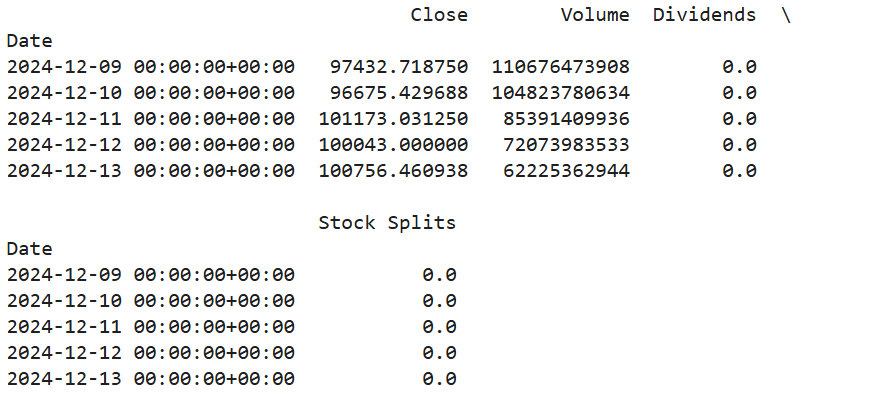 Close Volume Dividends \
Date
2024-12-09 00:00:00+00:00 97432.718750 110676473908 0.0
2024-12-10 00:00:00+00:00 96675.429688 104823780634 0.0
2024-12-11 00:00:00+00:00 101173.031250 85391409936 0.0
2024-12-12 00:00:00+00:00 100043.000000 72073983533 0.0
2024-12-13 00:00:00+00:00 100756.460938 62225362944 0.0
Stock Splits
Date
2024-12-09 00:00:00+00:00 0.0
2024-12-10 00:00:00+00:00 0.0
2024-12-11 00:00:00+00:00 0.0
2024-12-12 00:00:00+00:00 0.0
2024-12-13 00:00:00+00:00 0.0